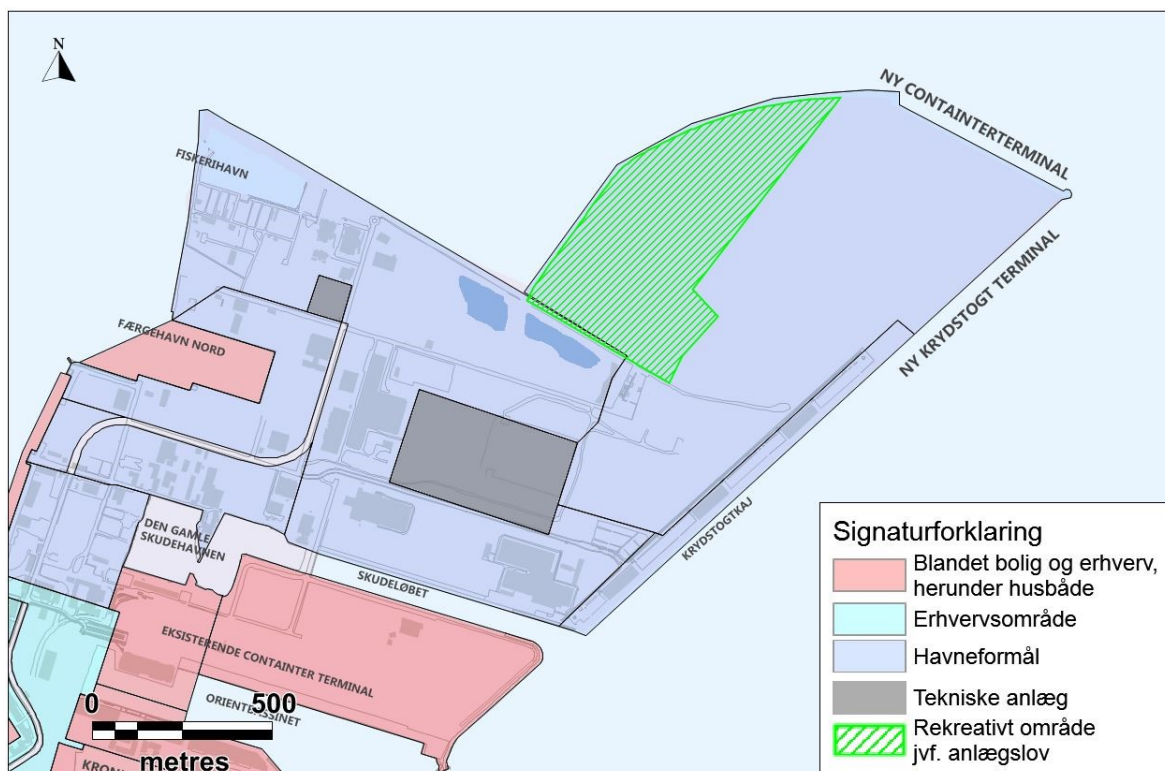 N
NY CONTAINTERTERMINAL
FISKERIHAVN
NY KRYDSTOGT TERMINAL
FÆRGEHAVN NORD
KRYDSTOGTKAJ
DEN GAMLE
SKUDEHAVNEN
SKUDELØBET
EKSISTERENDE CONTAINTER TERMINAL
0
500
metres
Signaturforklaring
Blandet bolig og erhverv,
herunder husbåde
Erhvervsområde
Havneformål
Tekniske anlæg
Rekreativt område
jvf. anlægslov